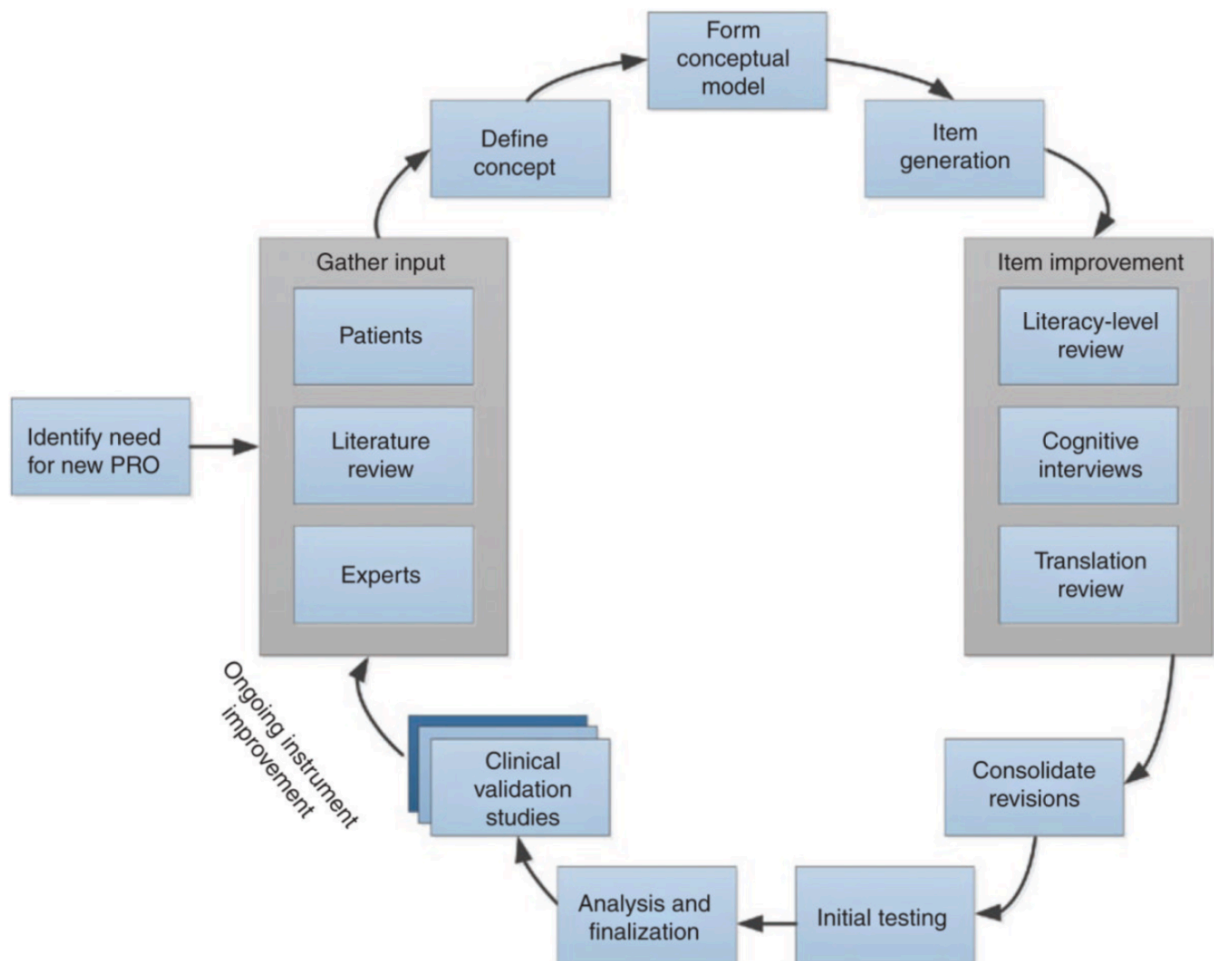 Form
conceptual
model
Define
concept
Item
generation
Gather input
Patients
Literature
review
Experts
Item improvement
Literacy-level
review
Cognitive
interviews
Translation
review
Identify need
for new PRO
Ongoing instrument
improvement
Clinical
validation
studies
Consolidate
revisions
Analysis and
finalization
Initial testing